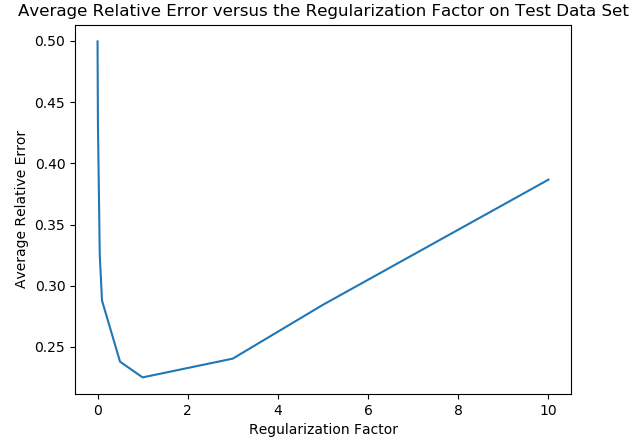 Average Relative Error versus the Regularization Factor on Test Data Set
0.50
0.45
0.40
0.35
0.30
0.25
Average Relative Error
0 2 4 6 8 10
Regularization Factor